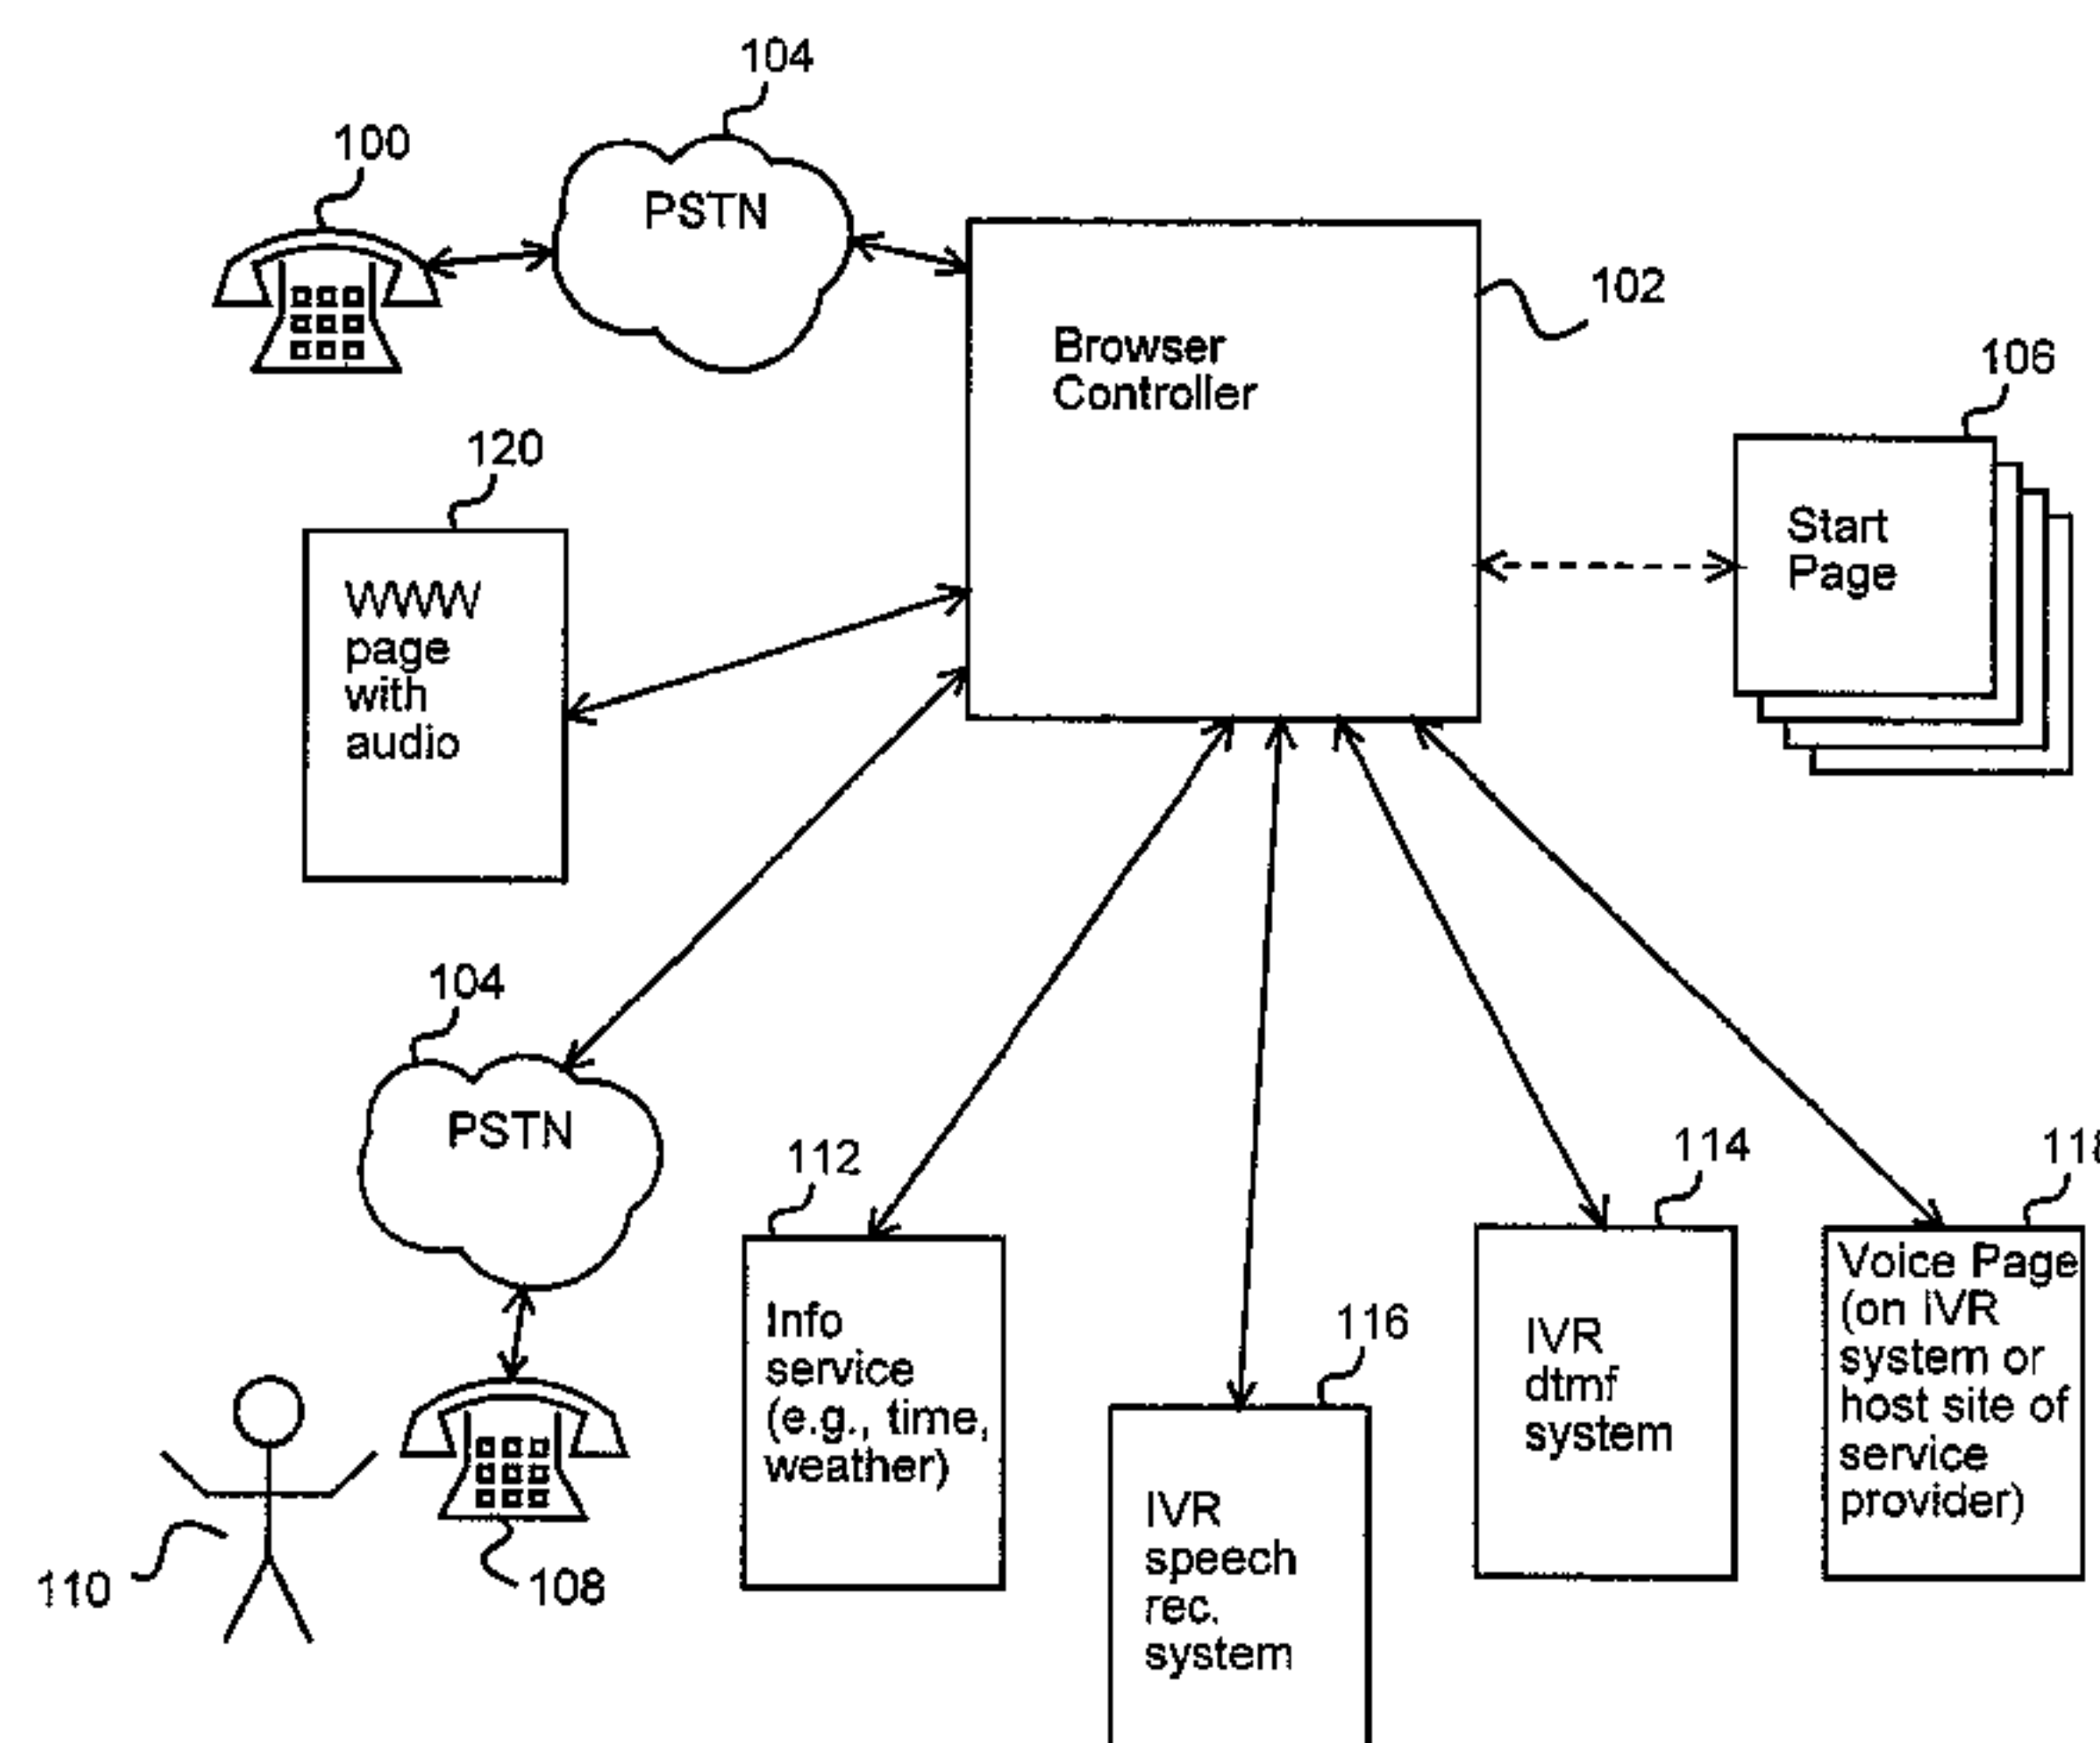 104
100
PSTN
102
Browser
Controller
106
120
Start
Page
WWW
page
with
audio
104
PSTN
112
114
Info
service
(e.g., time,
weather)
116
IVR
dtmf
system
Voice Page
(on IVR
system or
host site of
service
provider)
IVR
speech
rec.
system
110
108